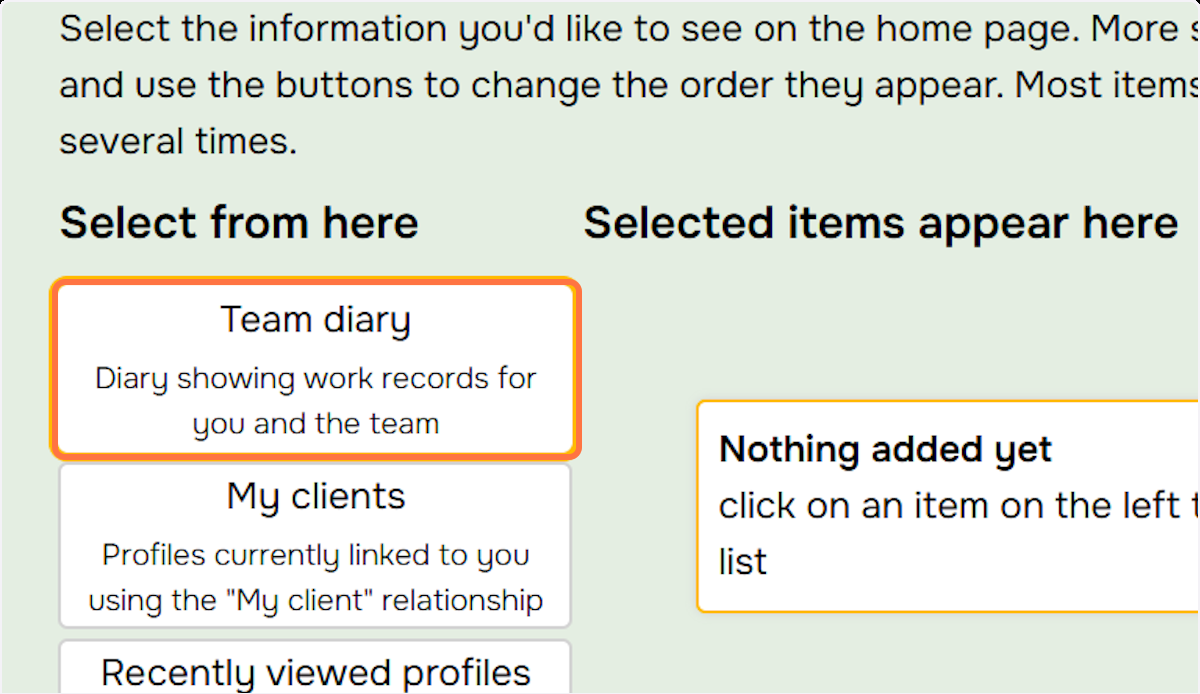 Select the information you'd like to see on the home page. More
and use the buttons to change the order they appear. Most items
several times.
Select from here
Selected items appear here
Team diary
Diary showing work records for
you and the team
My clients
Profiles currently linked to you
using the "My client" relationship
Recently viewed profiles
Nothing added yet
click on an item on the left
list